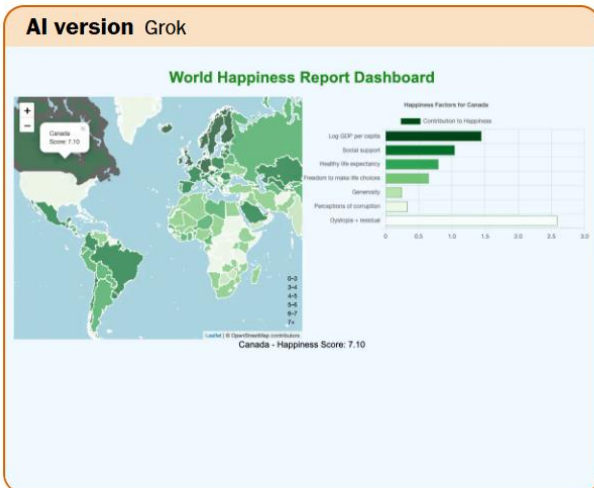 AI version Grok
World Happiness Report Dashboard
+
−
Canada
Score: 7.10
×
0–3
3–4
4–5
5–6
6–7
7+
Leaflet | © OpenStreetMap contributors
Canada - Happiness Score: 7.10
Happiness Factors for Canada
Contribution to Happiness
Log GDP per capita
Social support
Healthy life expectancy
Freedom to make life choices
Generosity
Perceptions of corruption
Dystopia + residual
0 0.5 1.0 1.5 2.0 2.5 3.0